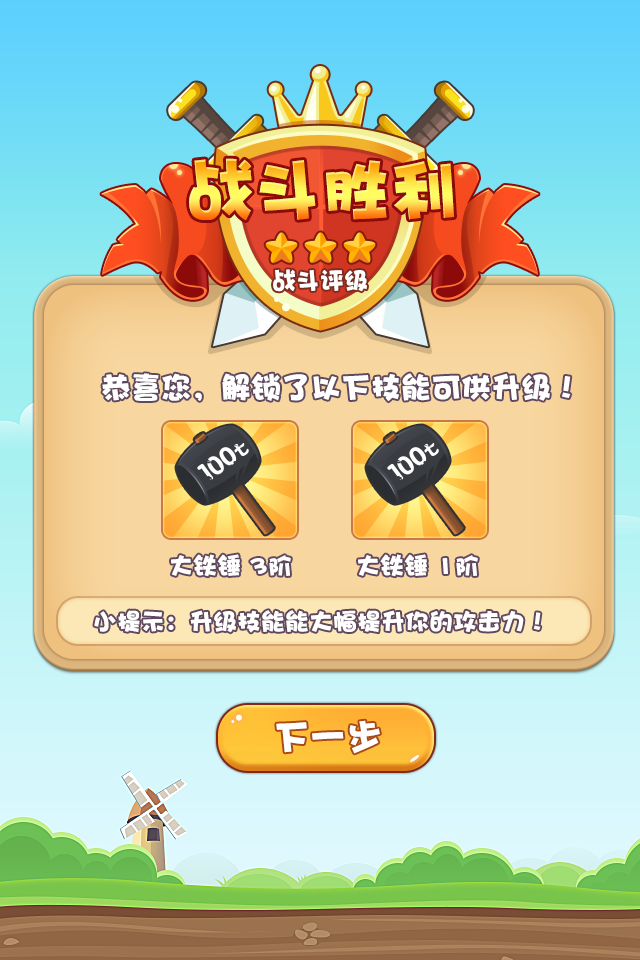 战斗胜利
战斗评级
恭喜您，解锁了以下技能可供升级！
100t 100t
大铁锤 3阶 大铁锤 1阶
小提示：升级技能能大幅提升你的攻击力！
下一步